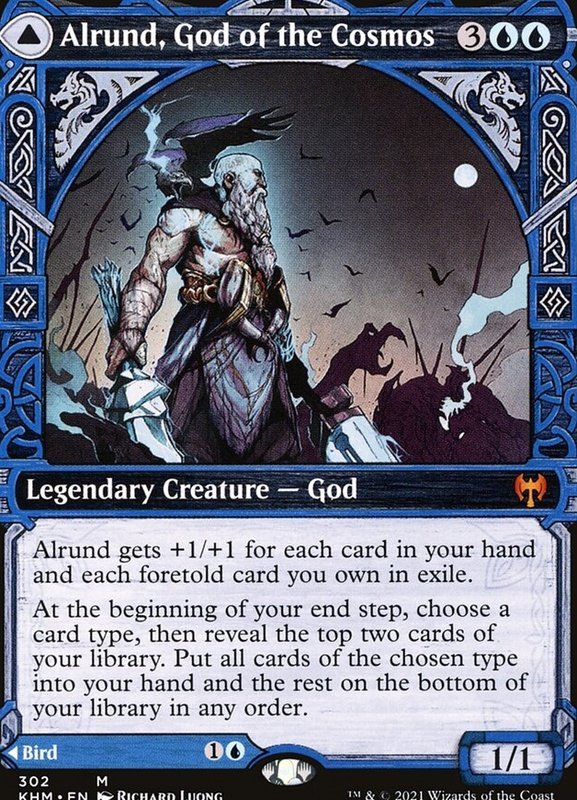 Alrund, God of the Cosmos 3
Legendary Creature — God
Alrund gets +1/+1 for each card in your hand
and each foretold card you own in exile.
At the beginning of your end step, choose a
card type, then reveal the top two cards of
your library. Put all cards of the chosen type
into your hand and the rest on the bottom of
your library in any order.
Bird 1
1/1
302 M
KHM • EN Richard Luong
™ & © 2021 Wizards of the Coast